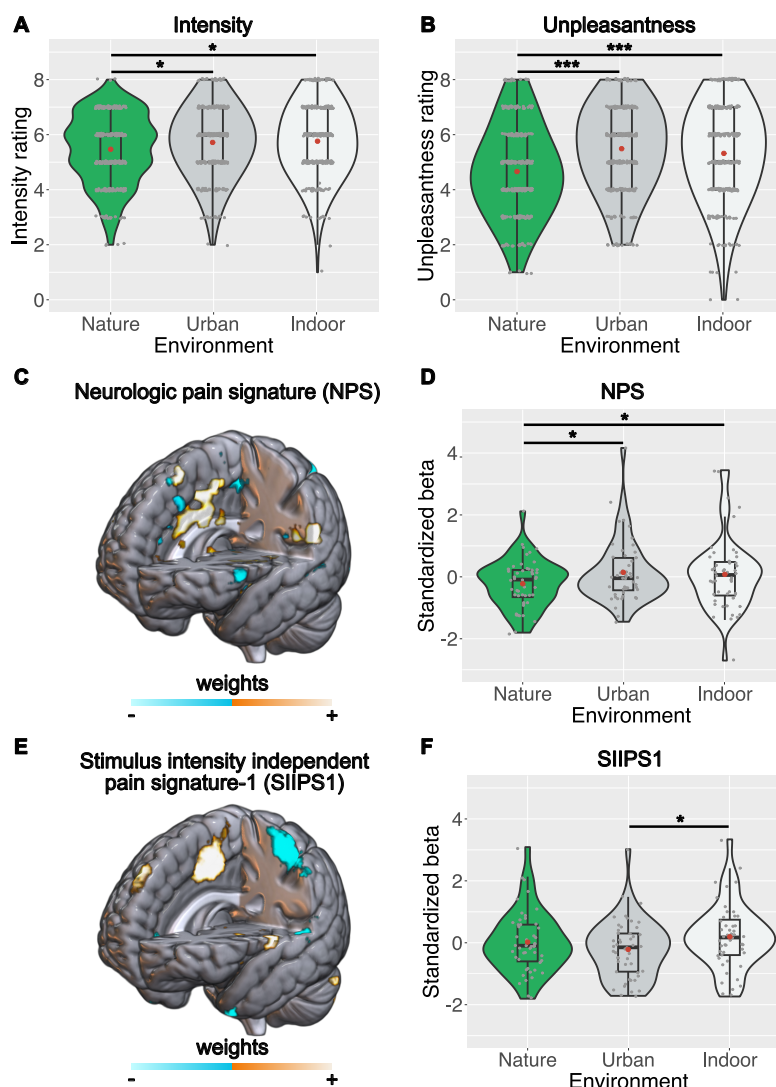 A
Intensity
*
*
Intensity rating
8
6
4
2
0
Nature
Urban
Indoor
Environment
B
Unpleasantness
***
***
Unpleasantness rating
8
6
4
2
0
Nature
Urban
Indoor
Environment
C
Neurologic pain signature (NPS)
weights
-
+
D
NPS
*
*
Standardized beta
4
2
0
-2
Nature
Urban
Indoor
Environment
E
Stimulus intensity independent
pain signature-1 (SIIPS1)
weights
-
+
F
SIIPS1
*
Standardized beta
4
2
0
-2
Nature
Urban
Indoor
Environment